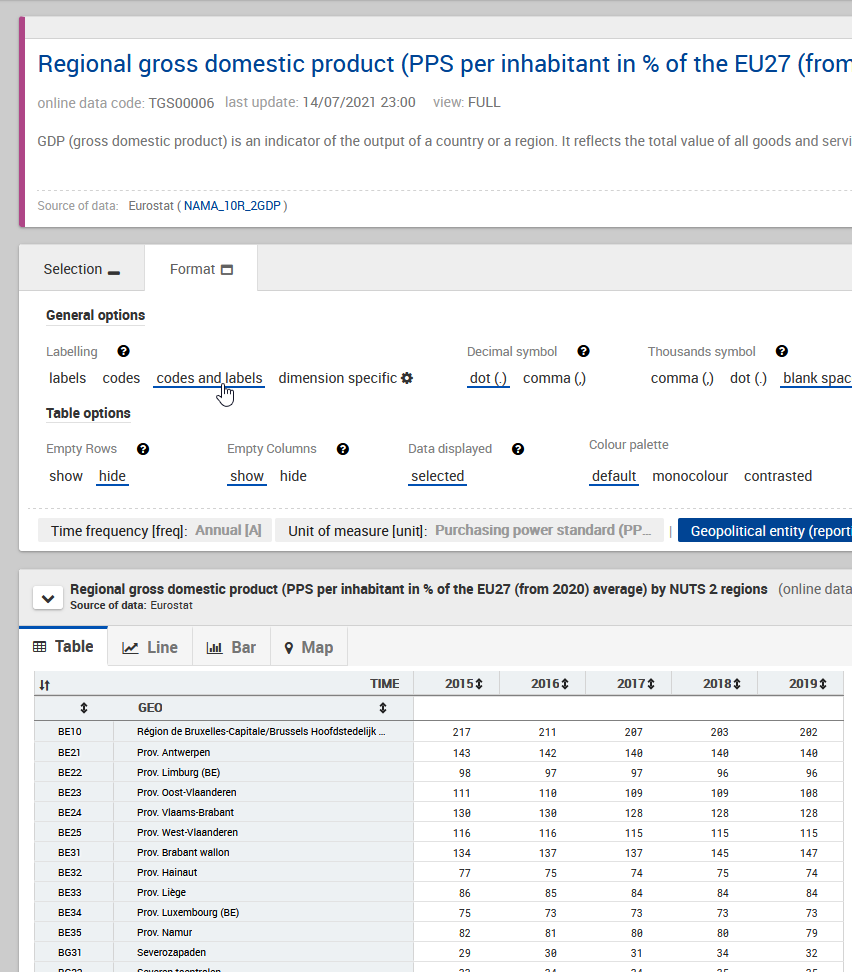 Regional gross domestic product (PPS per inhabitant in % of the EU27 (from
online data code: TGS00006 last update: 14/07/2021 23:00 view: FULL
GDP (gross domestic product) is an indicator of the output of a country or a region. It reflects the total value of all goods and servi
Source of data: Eurostat ( NAMA_10R_2GDP )
Selection Format
General options
Labelling ? Decimal symbol ? Thousands symbol ?
labels codes codes and labels dimension specific dot (.) comma (,) comma (,) dot (.) blank spac
Table options
Empty Rows ? Empty Columns ? Data displayed ? Colour palette
show hide show hide selected default monocolour contrasted
Time frequency [freq]: Annual [A] Unit of measure [unit]: Purchasing power standard (PP... | Geopolitical entity (report
Regional gross domestic product (PPS per inhabitant in % of the EU27 (from 2020) average) by NUTS 2 regions (online data
Source of data: Eurostat
Table Line Bar Map
TIME 2015 2016 2017 2018 2019
GEO
BE10 Région de Bruxelles-Capitale/Brussels Hoofdstedelijk ... 217 211 207 203 202
BE21 Prov. Antwerpen 143 142 140 140 140
BE22 Prov. Limburg (BE) 98 97 97 96 96
BE23 Prov. Oost-Vlaanderen 111 110 109 109 108
BE24 Prov. Vlaams-Brabant 130 130 128 128 128
BE25 Prov. West-Vlaanderen 116 116 115 115 115
BE31 Prov. Brabant wallon 134 137 137 145 147
BE32 Prov. Hainaut 77 75 74 75 74
BE33 Prov. Liège 86 85 84 84 84
BE34 Prov. Luxembourg (BE) 75 73 73 73 73
BE35 Prov. Namur 82 81 80 80 79
BG31 Severozapaden 29 30 31 34 32